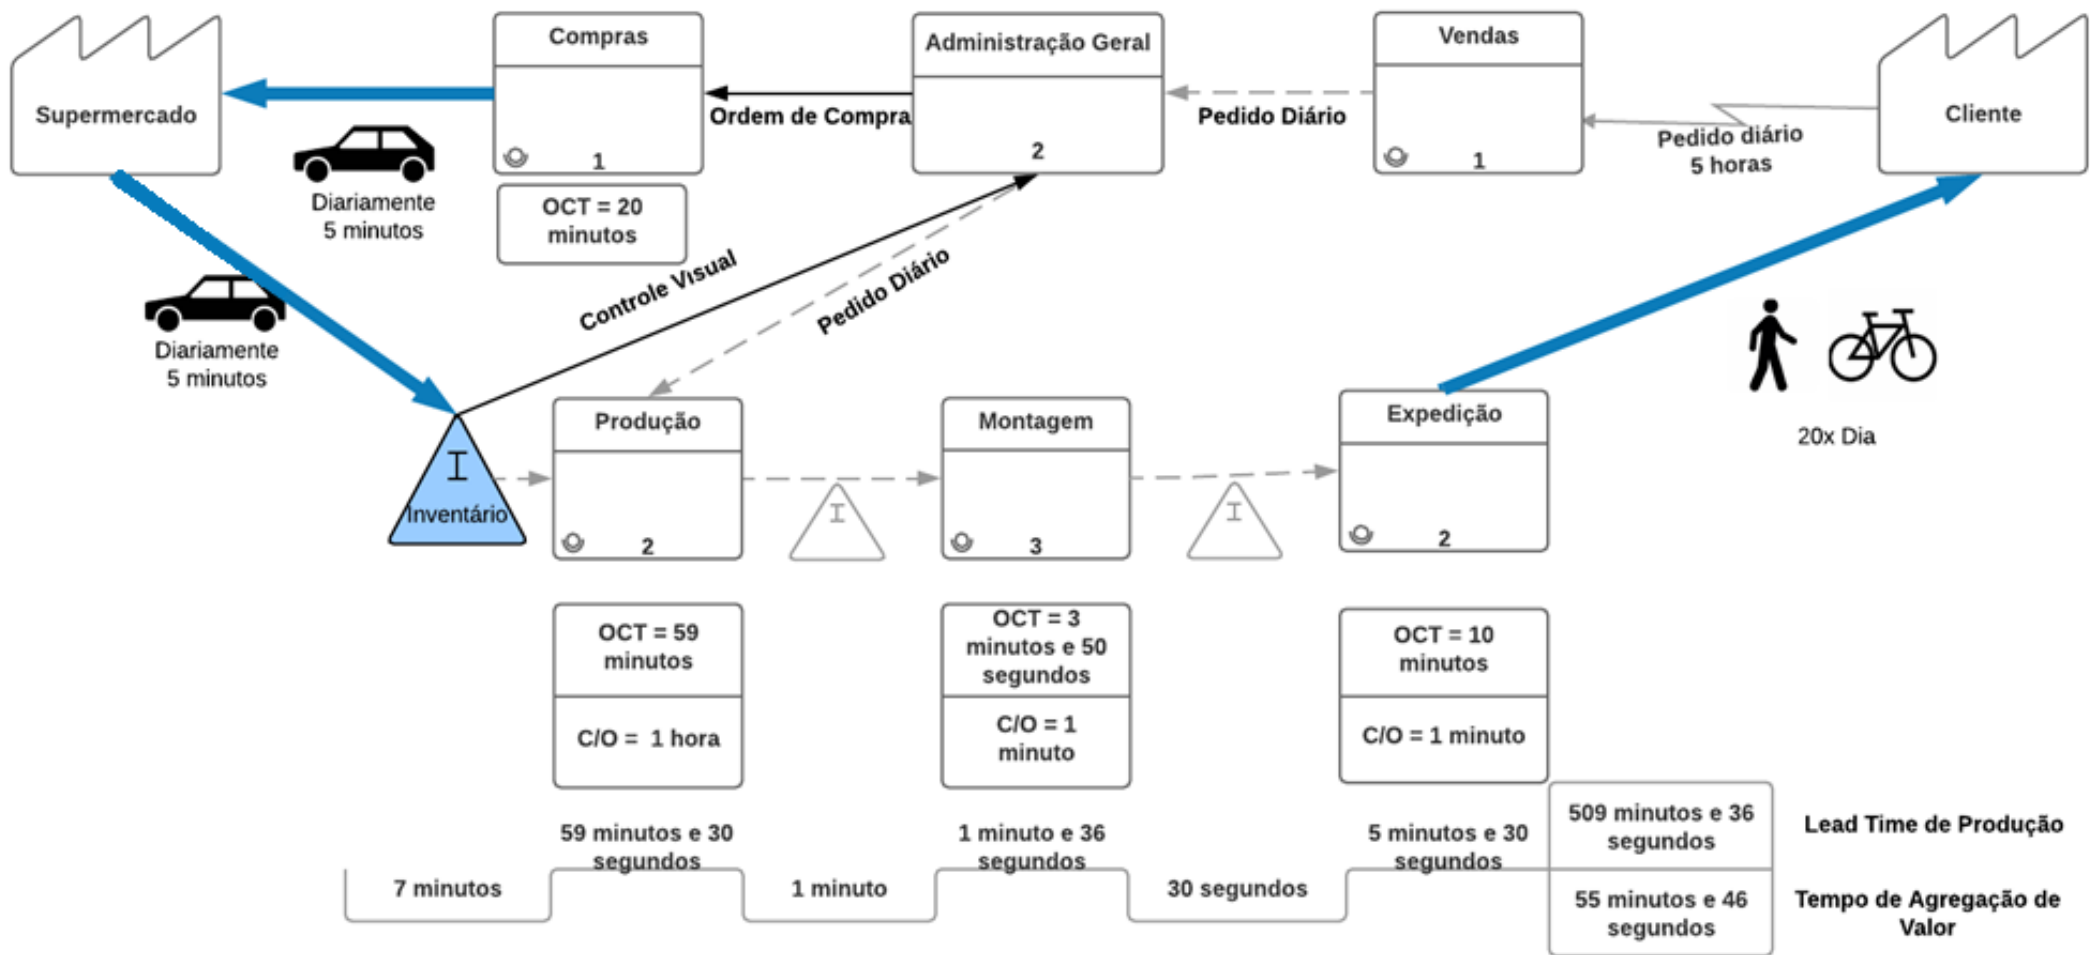 Supermercado
Compras
1
OCT = 20
minutos
Diariamente
5 minutos
Ordem de Compra
Administração Geral
2
Pedido Diário
Vendas
1
Pedido diário
5 horas
Cliente
Diariamente
5 minutos
Controle Visual
Pedido Diário
20x Dia
I
Inventário
Produção
2
I
Montagem
3
I
Expedição
2
OCT = 59
minutos
C/O = 1 hora
OCT = 3
minutos e 50
segundos
C/O = 1
minuto
OCT = 10
minutos
C/O = 1 minuto
7 minutos
59 minutos e 30
segundos
1 minuto
1 minuto e 36
segundos
30 segundos
5 minutos e 30
segundos
509 minutos e 36
segundos
Lead Time de Produção
55 minutos e 46
segundos
Tempo de Agregação de
Valor